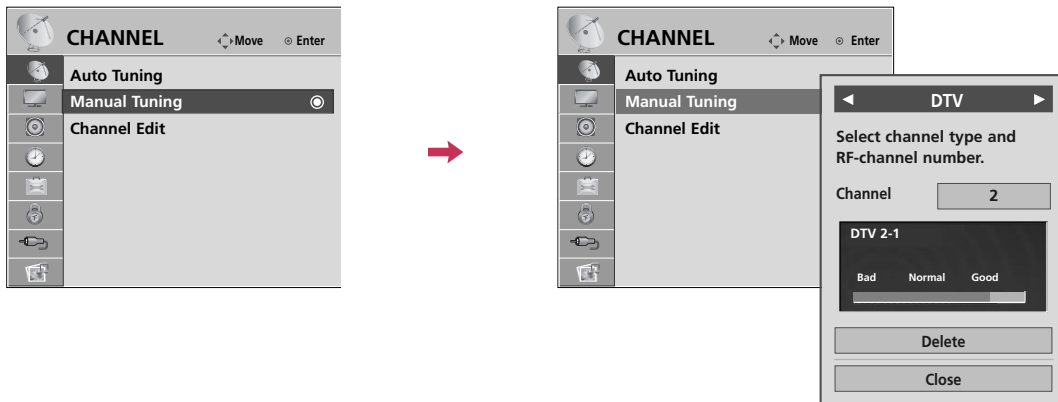 CHANNEL Move Enter
Auto Tuning
Manual Tuning
Channel Edit
CHANNEL Move Enter
Auto Tuning
Manual Tuning
Channel Edit
DTV
Select channel type and
RF-channel number.
Channel 2
DTV 2-1
Bad Normal Good
Delete
Close